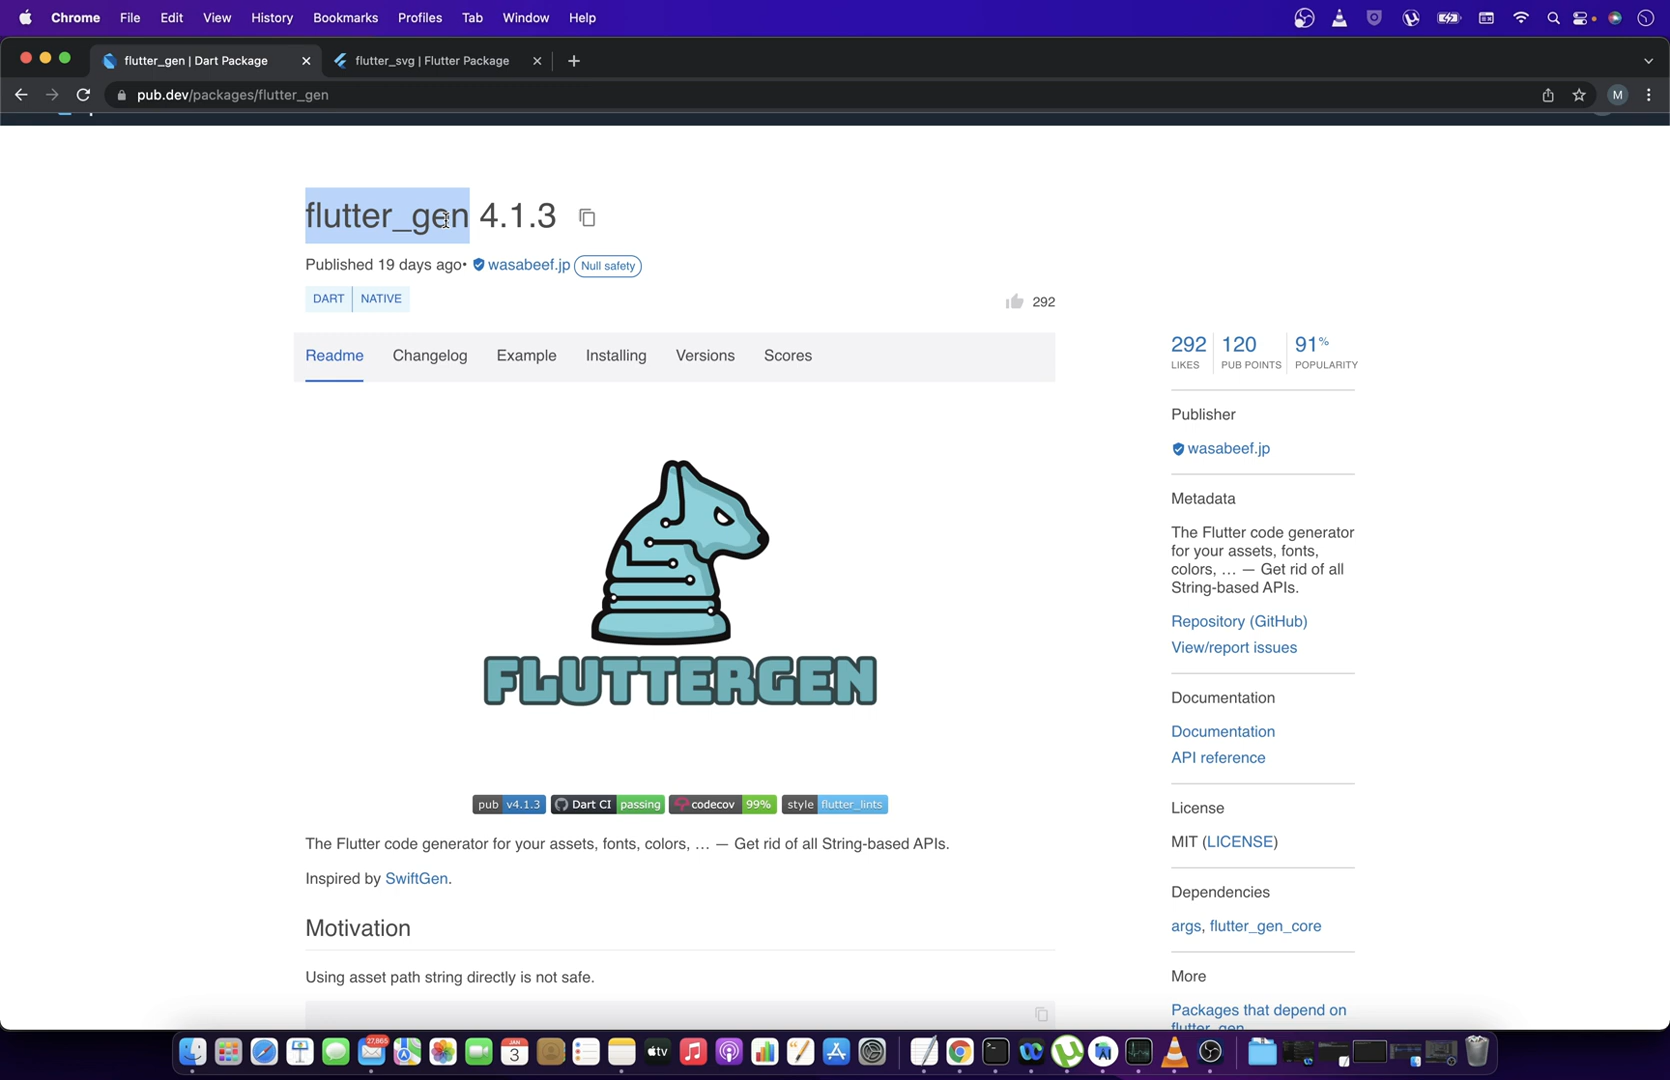 Chrome File Edit View History Bookmarks Profiles Tab Window Help
flutter_gen | Dart Package
flutter_svg | Flutter Package
pub.dev/packages/flutter_gen
M
flutter_gen 4.1.3
Published 19 days ago• wasabeef.jp Null safety
DART NATIVE
292
Readme Changelog Example Installing Versions Scores
FLUTTERGEN
pub v4.1.3 Dart CI passing codecov 99% style flutter_lints
The Flutter code generator for your assets, fonts, colors, … — Get rid of all String-based APIs.
Inspired by SwiftGen.
Motivation
Using asset path string directly is not safe.
292 120 91%
LIKES PUB POINTS POPULARITY
Publisher
wasabeef.jp
Metadata
The Flutter code generator
for your assets, fonts,
colors, … — Get rid of all
String-based APIs.
Repository (GitHub)
View/report issues
Documentation
Documentation
API reference
License
MIT (LICENSE)
Dependencies
args, flutter_gen_core
More
Packages that depend on
flutter_gen
27,865
tv
JAN
3